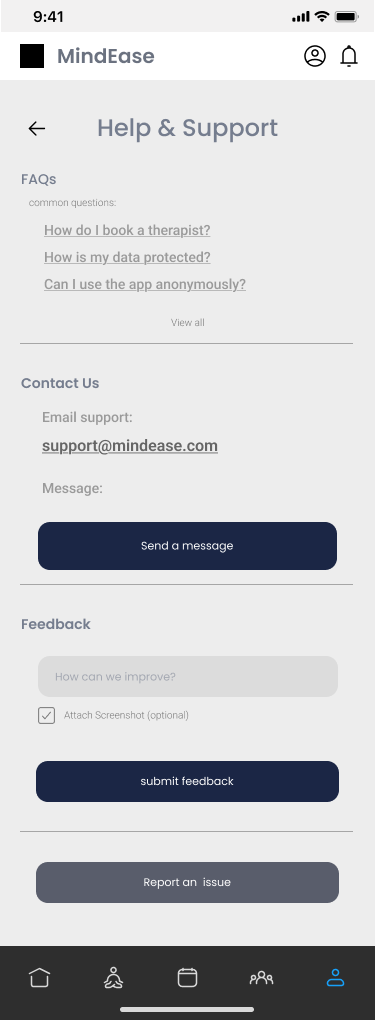 9:41
MindEase
Help & Support
FAQs
common questions:
How do I book a therapist?
How is my data protected?
Can I use the app anonymously?
View all
Contact Us
Email support:
support@mindease.com
Message:
Send a message
Feedback
How can we improve?
Attach Screenshot (optional)
submit feedback
Report an issue